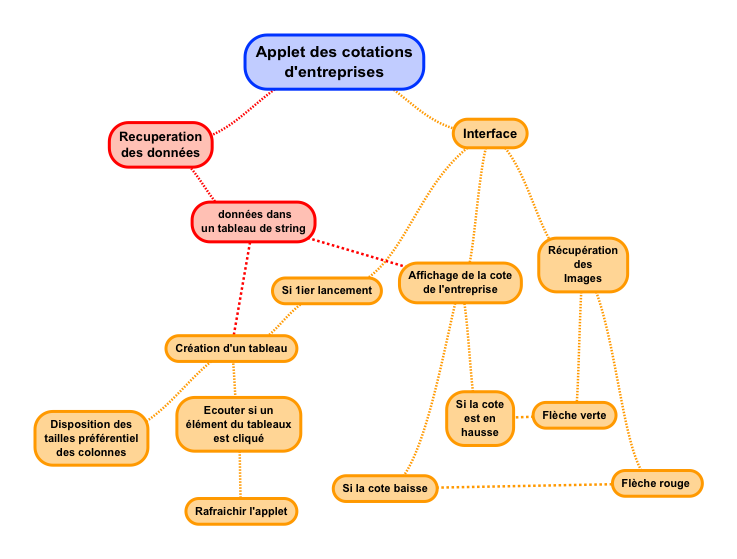 Applet des cotations
d'entreprises
Recuperation
des données
Interface
données dans
un tableau de string
Si 1ier lancement
Affichage de la cote
de l'entreprise
Récupération
des
Images
Création d'un tableau
Disposition des
tailles préférentiel
des colonnes
Ecouter si un
élément du tableaux
est cliqué
Si la cote
est en
hausse
Flèche verte
Rafraichir l'applet
Si la cote baisse
Flèche rouge